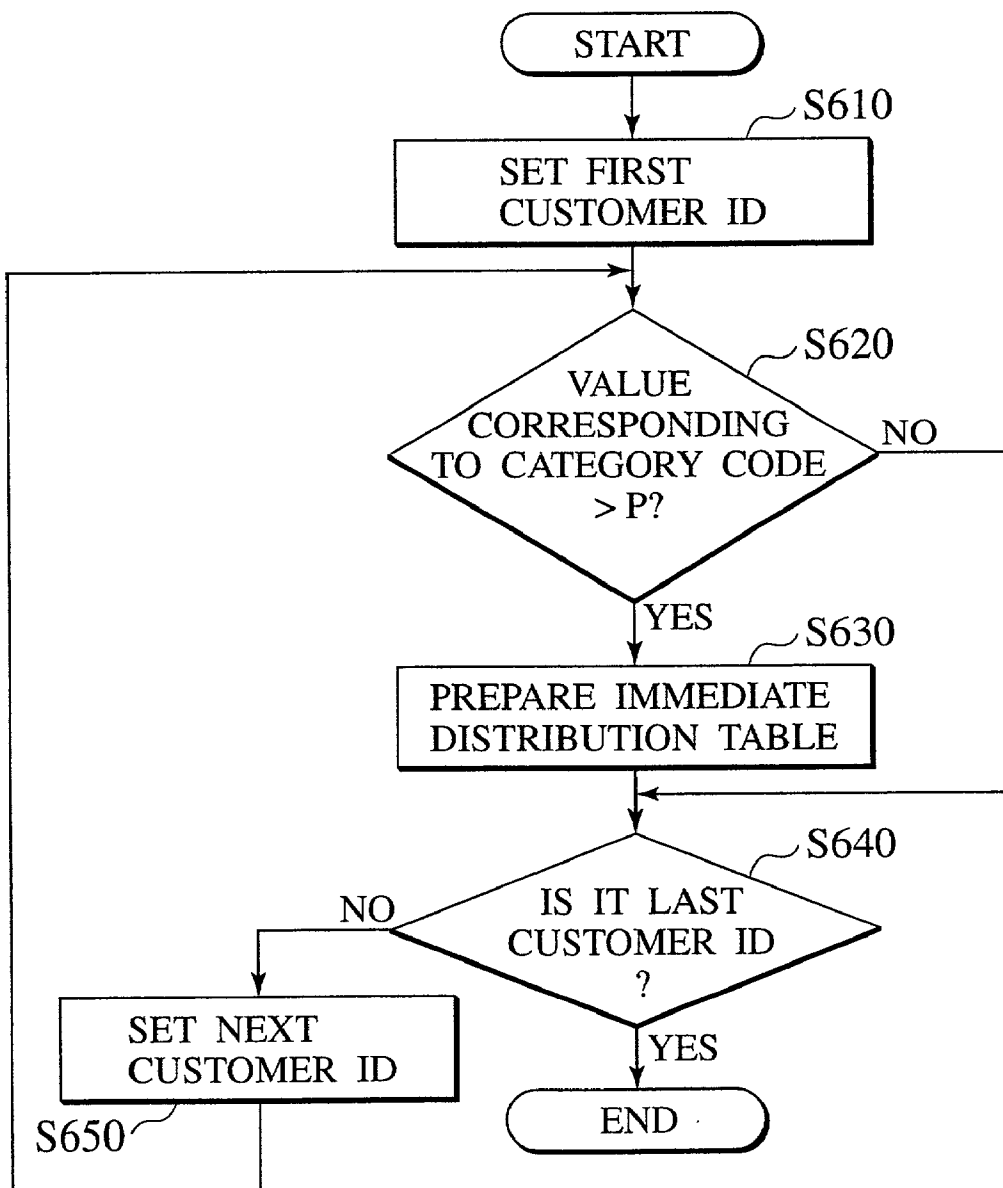 START
S610
SET FIRST
CUSTOMER ID
S620
VALUE
CORRESPONDING
TO CATEGORY CODE
> P?
NO
YES
S630
PREPARE IMMEDIATE
DISTRIBUTION TABLE
S640
IS IT LAST
CUSTOMER ID
?
NO
SET NEXT
CUSTOMER ID
S650
YES
END